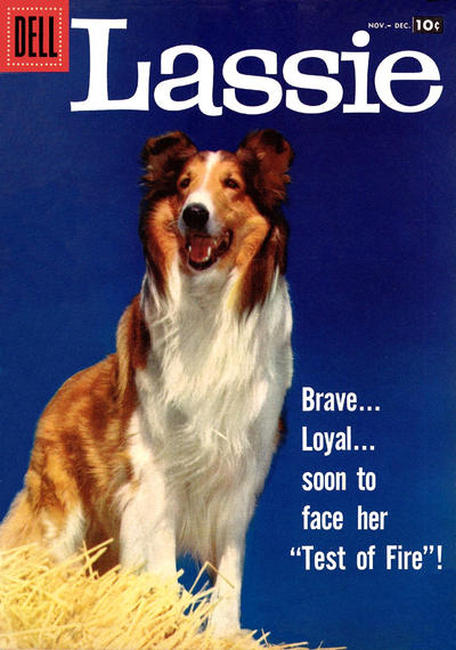 DELL
NOV.– DEC. 10¢
Lassie
Brave...
Loyal...
soon to
face her
“Test of Fire”!